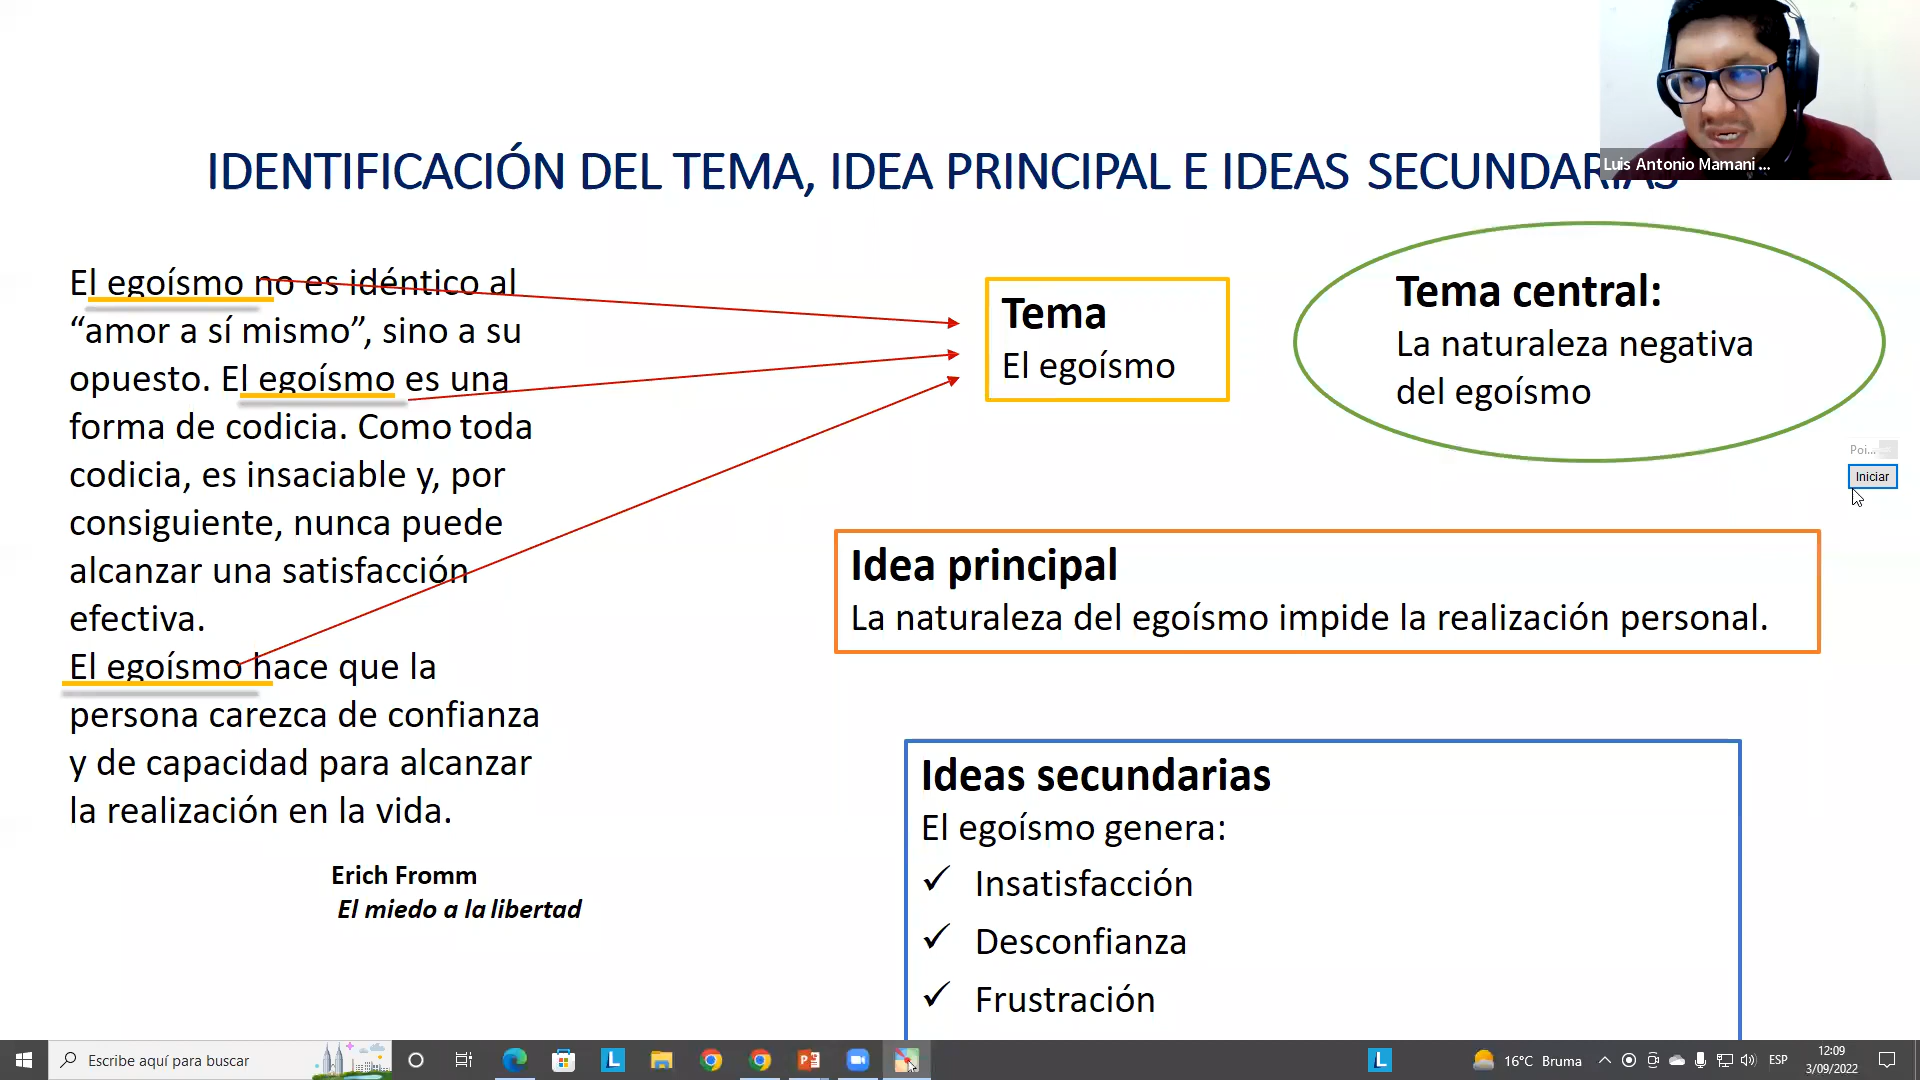 IDENTIFICACIÓN DEL TEMA, IDEA PRINCIPAL E IDEAS SECUNDARIAS
Luis Antonio Mamani ...
El egoísmo no es idéntico al
“amor a sí mismo”, sino a su
opuesto. El egoísmo es una
forma de codicia. Como toda
codicia, es insaciable y, por
consiguiente, nunca puede
alcanzar una satisfacción
efectiva.
El egoísmo hace que la
persona carezca de confianza
y de capacidad para alcanzar
la realización en la vida.
Erich Fromm
El miedo a la libertad
Tema
El egoísmo
Tema central:
La naturaleza negativa
del egoísmo
Poi...
Iniciar
Idea principal
La naturaleza del egoísmo impide la realización personal.
Ideas secundarias
El egoísmo genera:
✓ Insatisfacción
✓ Desconfianza
✓ Frustración
Escribe aquí para buscar
L
L
16°C Bruma
ESP
12:09
3/09/2022